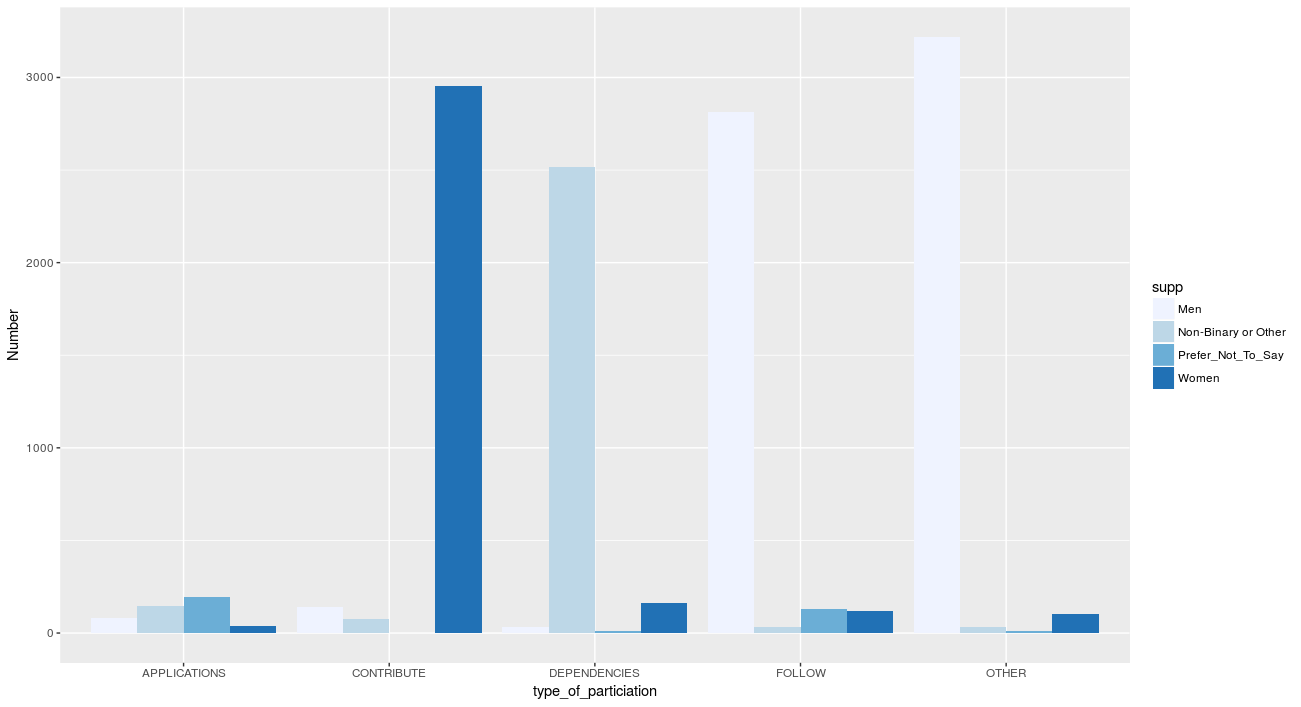 3000
2000
1000
0
Number
APPLICATIONS
CONTRIBUTE
DEPENDENCIES
FOLLOW
OTHER
type_of_particiation
supp
Men
Non-Binary or Other
Prefer_Not_To_Say
Women